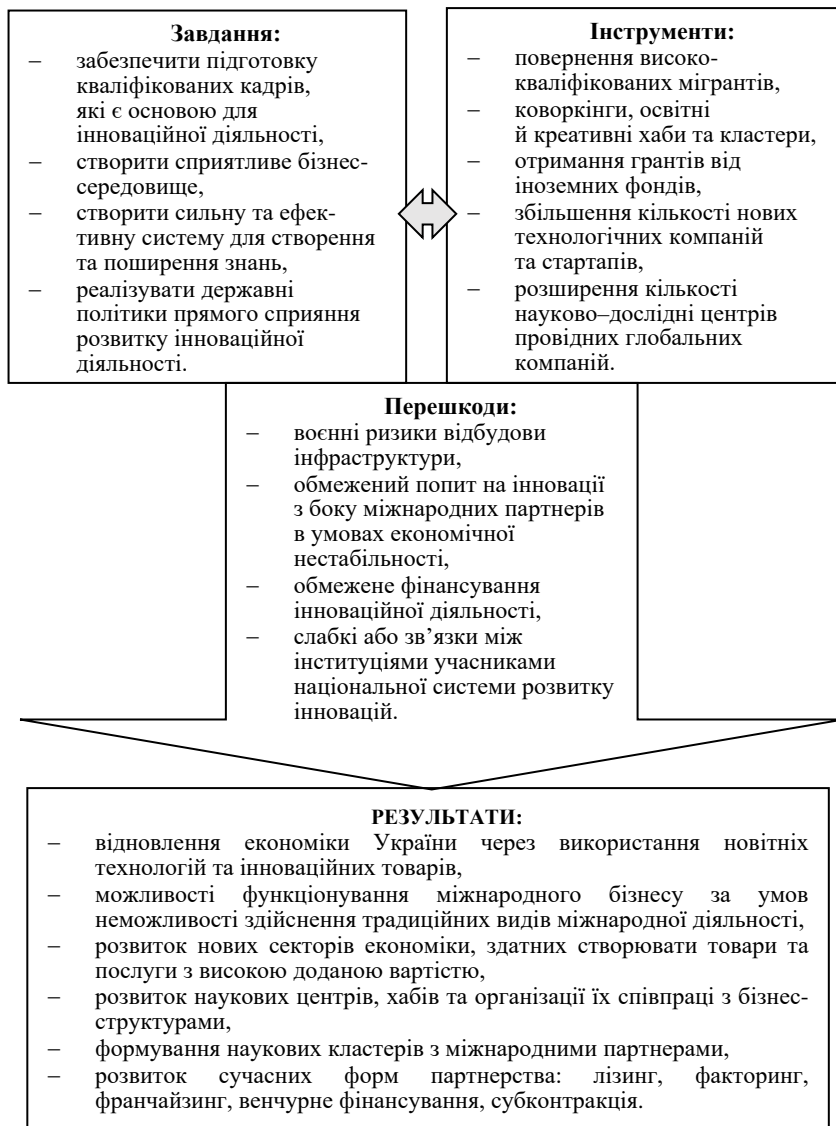 Завдання:
– забезпечити підготовку
кваліфікованих кадрів,
які є основою для
інноваційної діяльності,
– створити сприятливе бізнес-
середовище,
– створити сильну та ефек-
тивну систему для створення
та поширення знань,
– реалізувати державні
політики прямого сприяння
розвитку інноваційної
діяльності.
Інструменти:
– повернення високо-
кваліфікованих мігрантів,
– коворкінги, освітні
й креативні хаби та кластери,
– отримання грантів від
іноземних фондів,
– збільшення кількості нових
технологічних компаній
та стартапів,
– розширення кількості
науково–дослідні центрів
провідних глобальних
компаній.
Перешкоди:
– воєнні ризики відбудови
інфраструктури,
– обмежений попит на інновації
з боку міжнародних партнерів
в умовах економічної
нестабільності,
– обмежене фінансування
інноваційної діяльності,
– слабкі або зв’язки між
інституціями учасниками
національної системи розвитку
інновацій.
РЕЗУЛЬТАТИ:
– відновлення економіки України через використання новітніх
технологій та інноваційних товарів,
– можливості функціонування міжнародного бізнесу за умов
неможливості здійснення традиційних видів міжнародної діяльності,
– розвиток нових секторів економіки, здатних створювати товари та
послуги з високою доданою вартістю,
– розвиток наукових центрів, хабів та організації їх співпраці з бізнес-
структурами,
– формування наукових кластерів з міжнародними партнерами,
– розвиток сучасних форм партнерства: лізинг, факторинг,
франчайзинг, венчурне фінансування, субконтракція.